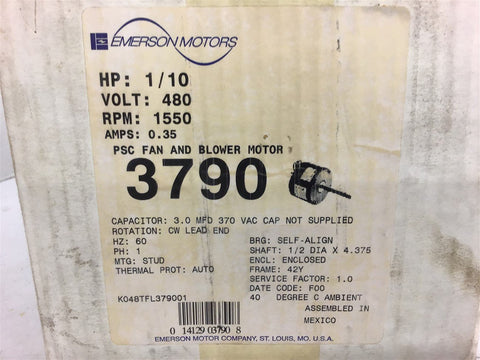 EMERSON MOTORS
HP: 1/10
VOLT: 480
RPM: 1550
AMPS: 0.35
PSC FAN AND BLOWER MOTOR
3790
CAPACITOR: 3.0 MFD 370 VAC CAP NOT SUPPLIED
ROTATION: CW LEAD END
HZ: 60
PH: 1
MTG: STUD
THERMAL PROT: AUTO
BRG: SELF-ALIGN
SHAFT: 1/2 DIA X 4.375
ENCL: ENCLOSED
FRAME: 42Y
SERVICE FACTOR: 1.0
DATE CODE: F00
40 DEGREE C AMBIENT
K048TFL379001
ASSEMBLED IN
MEXICO
0 14129 03790 8
EMERSON MOTOR COMPANY, ST. LOUIS, MO. U.S.A.